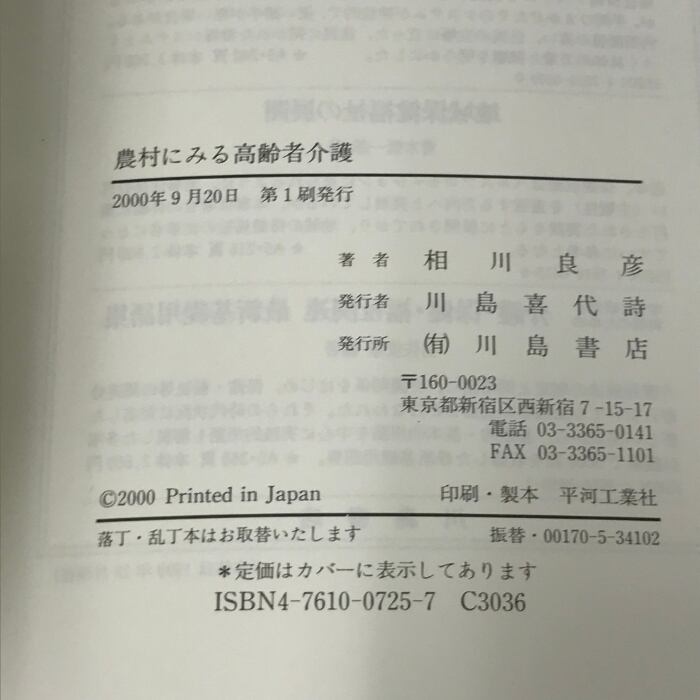 農村にみる高齢者介護
2000年9月20日 第1刷発行
著者 相川良彦
発行者 川島喜代詩
発行所 ㈲ 川島書店
〒160-0023
東京都新宿区西新宿7-15-17
電話 03-3365-0141
FAX 03-3365-1101
©2000 Printed in Japan 印刷・製本 平河工業社
落丁・乱丁本はお取替いたします 振替・00170-5-34102
*定価はカバーに表示してあります
ISBN4-7610-0725-7 C3036